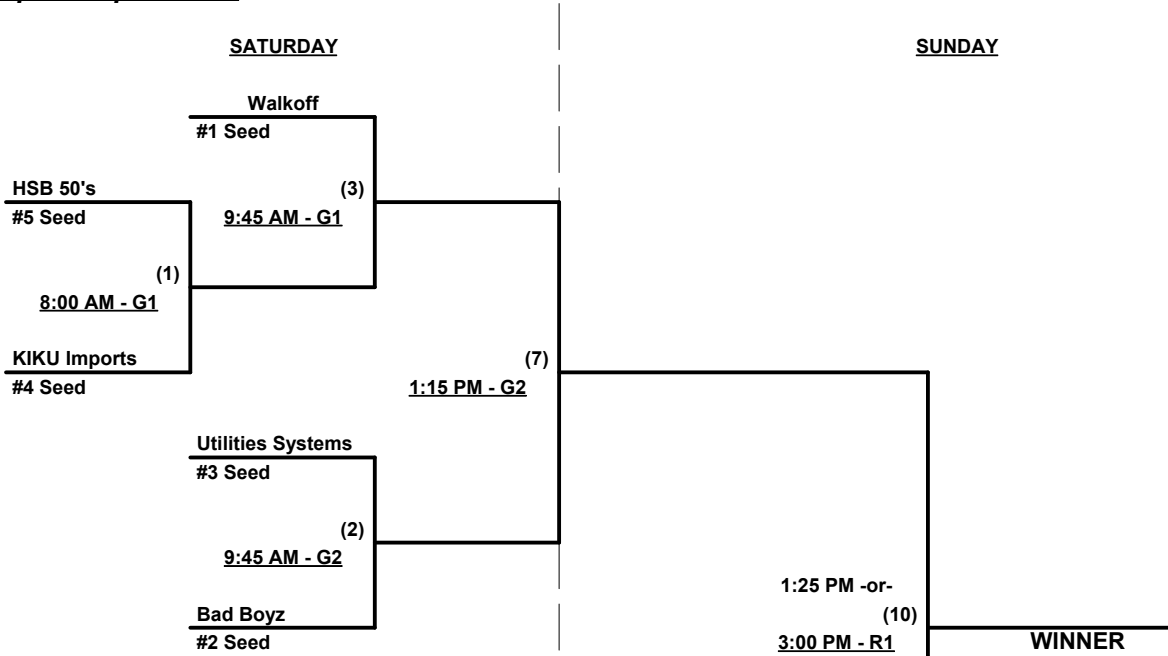 SATURDAY
SUNDAY
Walkoff
#1 Seed
HSB 50's
(3)
#5 Seed
9:45 AM - G1
(1)
8:00 AM - G1
KIKU Imports
(7)
#4 Seed
1:15 PM - G2
Utilities Systems
#3 Seed
(2)
9:45 AM - G2
1:25 PM -or-
Bad Boyz
(10)
#2 Seed
3:00 PM - R1
WINNER